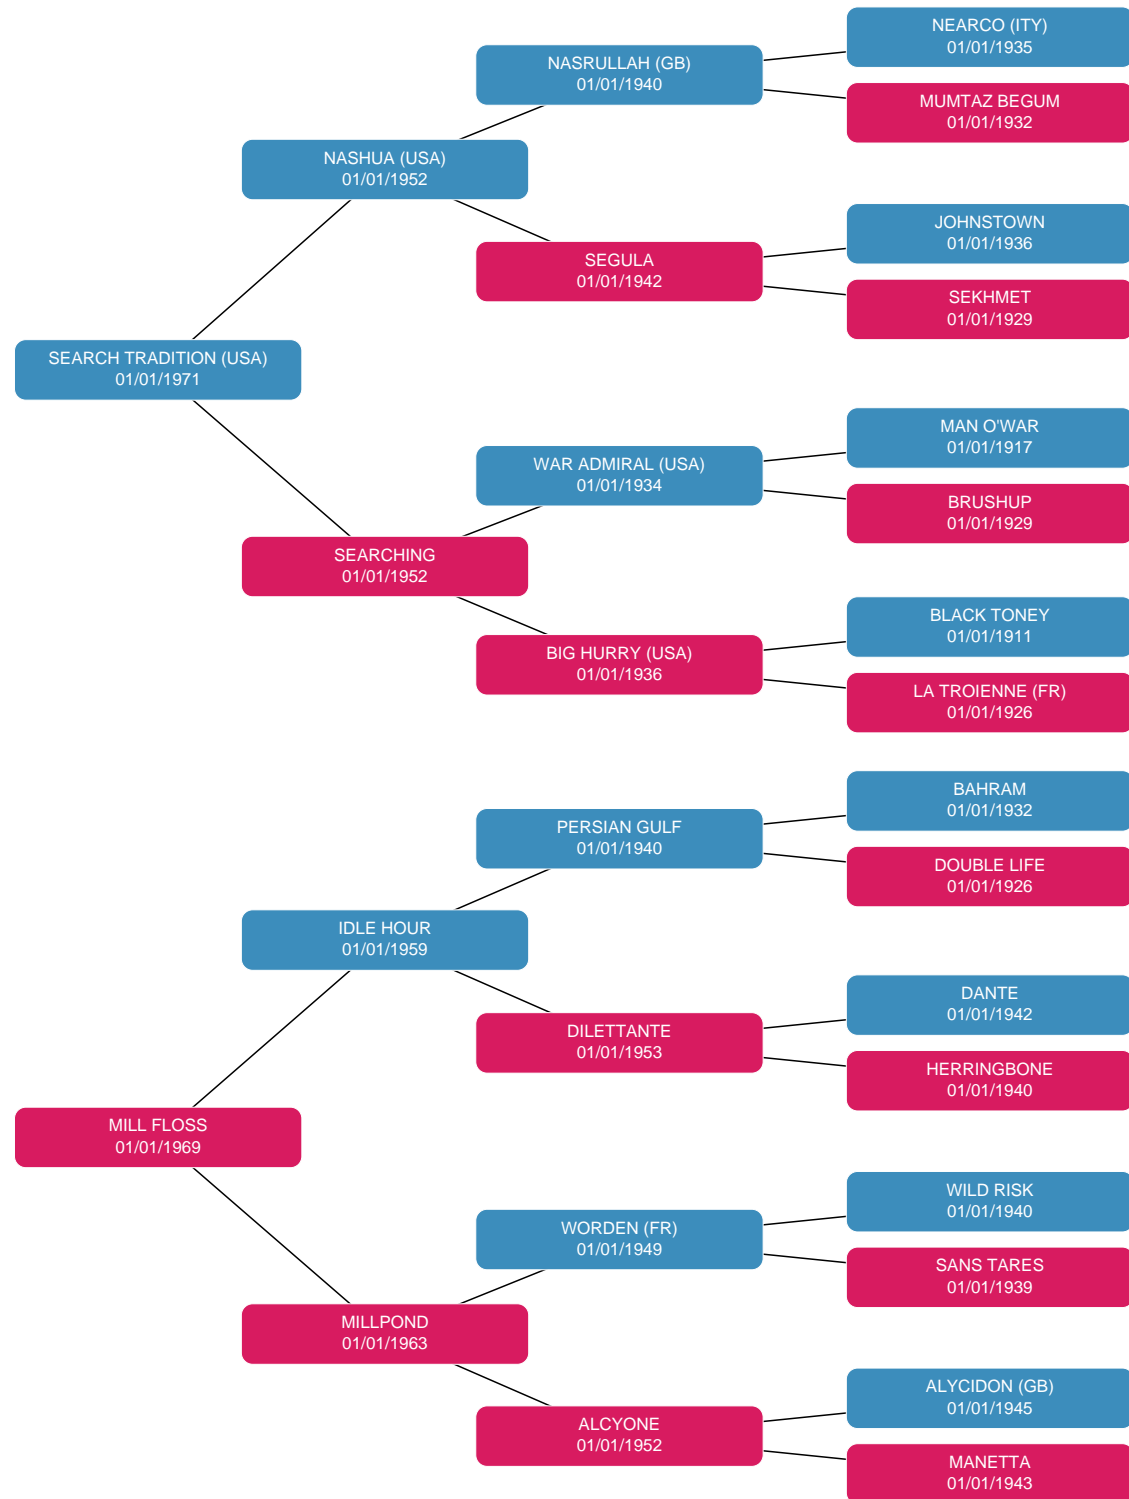 NEARCO (ITY)
01/01/1935
NASRULLAH (GB)
01/01/1940
MUMTAZ BEGUM
01/01/1932
NASHUA (USA)
01/01/1952
JOHNSTOWN
01/01/1936
SEGULA
01/01/1942
SEKHMET
01/01/1929
SEARCH TRADITION (USA)
01/01/1971
MAN O'WAR
01/01/1917
WAR ADMIRAL (USA)
01/01/1934
BRUSHUP
01/01/1929
SEARCHING
01/01/1952
BLACK TONEY
01/01/1911
BIG HURRY (USA)
01/01/1936
LA TROIENNE (FR)
01/01/1926
BAHRAM
01/01/1932
PERSIAN GULF
01/01/1940
DOUBLE LIFE
01/01/1926
IDLE HOUR
01/01/1959
DANTE
01/01/1942
DILETTANTE
01/01/1953
HERRINGBONE
01/01/1940
MILL FLOSS
01/01/1969
WILD RISK
01/01/1940
WORDEN (FR)
01/01/1949
SANS TARES
01/01/1939
MILLPOND
01/01/1963
ALYCIDON (GB)
01/01/1945
ALCYONE
01/01/1952
MANETTA
01/01/1943